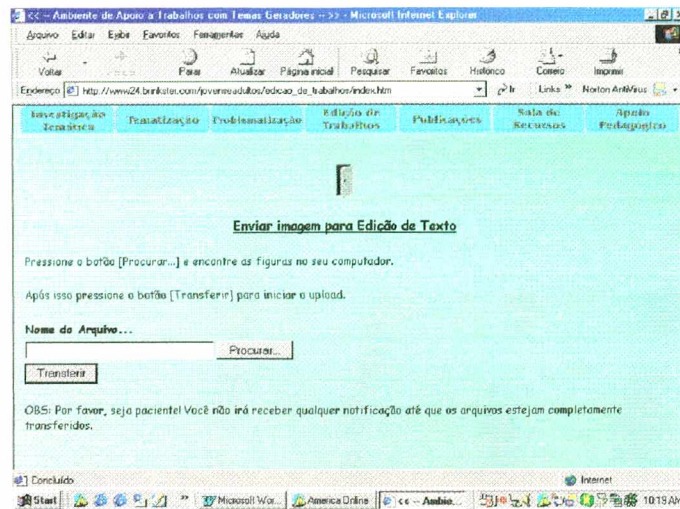 << -- Ambiente de Apoio a Trabalhos com Temas Geradores -- >> - Microsoft Internet Explorer
Arquivo Editar Exibir Favoritos Ferramentas Ajuda
Voltar Parar Atualizar Página inicial Pesquisar Favoritos Histórico Correio Imprimir
Endereço http://www24.brinkster.com/jovenseadultos/edicao_de_trabalhos/index.htm Ir Links » Norton AntiVirus
Investigação Temática Tematização Problematização Edição de Trabalhos Publicações Sala de Recursos Apoio Pedagógico
Enviar imagem para Edição de Texto
Pressione o botão [Procurar...] e encontre as figuras no seu computador.
Após isso pressione o botão [Transferir] para iniciar o upload.
Nome do Arquivo...
Procurar...
Transferir
OBS: Por favor, seja paciente! Você não irá receber qualquer notificação até que os arquivos estejam completamente
transferidos.
Concluído Internet
Start » Microsoft Wor... America Online << -- Ambie... 10:19 AM